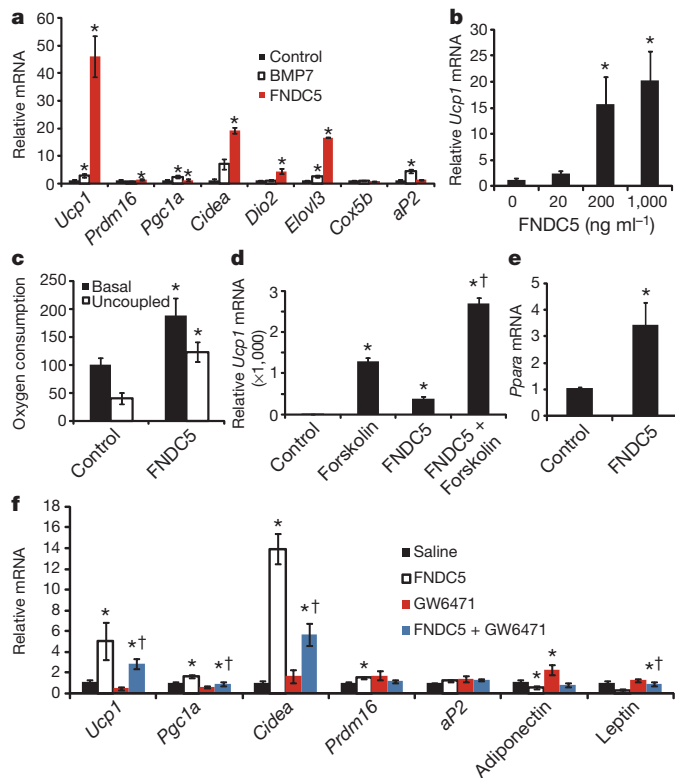 a
Relative mRNA
60
50
40
30
20
10
0
Control
BMP7
FNDC5
* * * * * * * * * * *
Ucp1 Prdm16 Pgc1a Cidea Dio2 Elovl3 Cox5b aP2
b
Relative Ucp1 mRNA
30
25
20
15
10
5
0
* *
0 20 200 1,000
FNDC5 (ng ml⁻¹)
c
Oxygen consumption
250
200
150
100
50
0
Basal
Uncoupled
* *
Control FNDC5
d
Relative Ucp1 mRNA
(×1,000)
3
2
1
0
* * *†
Control Forskolin FNDC5 FNDC5 +
Forskolin
e
Ppara mRNA
5
4
3
2
1
0
*
Control FNDC5
f
Relative mRNA
18
16
14
12
10
8
6
4
2
0
Saline
FNDC5
GW6471
FNDC5 + GW6471
* *† * *† * *† * * * *†
Ucp1 Pgc1a Cidea Prdm16 aP2 Adiponectin Leptin